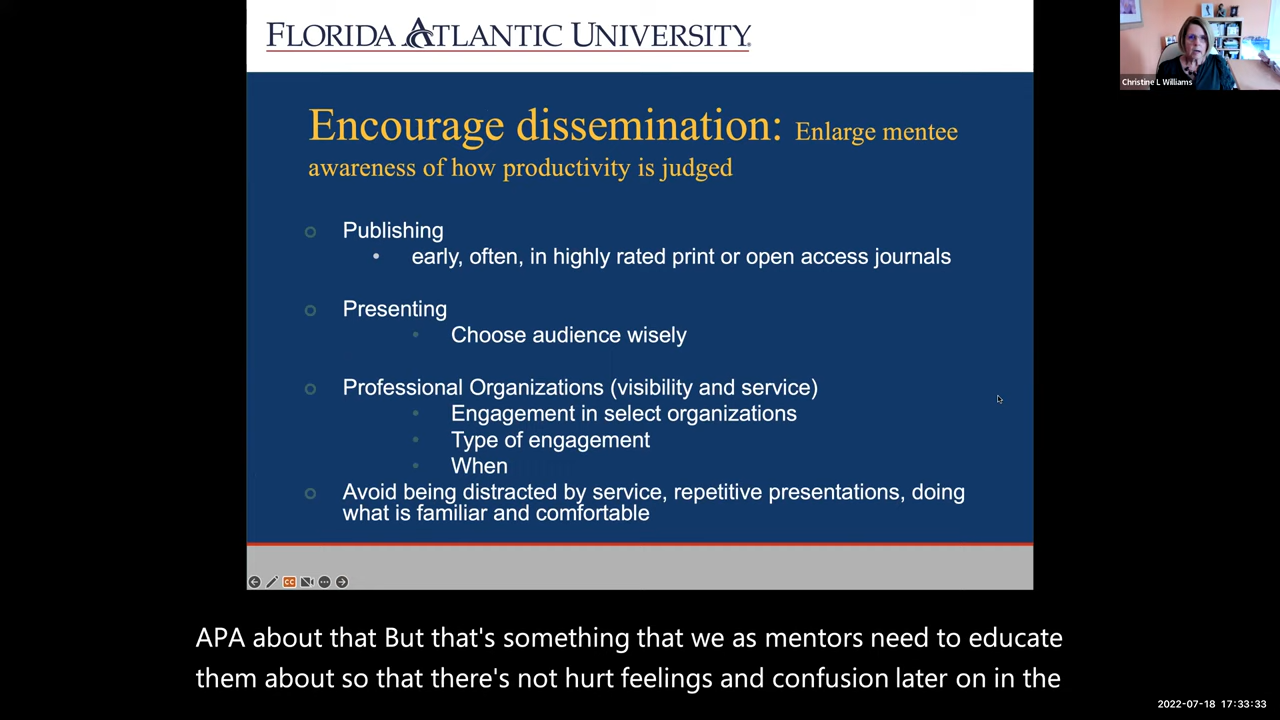 FLORIDA ATLANTIC UNIVERSITY
Christine L Williams
Encourage dissemination: Enlarge mentee
awareness of how productivity is judged
Publishing
early, often, in highly rated print or open access journals
Presenting
Choose audience wisely
Professional Organizations (visibility and service)
Engagement in select organizations
Type of engagement
When
Avoid being distracted by service, repetitive presentations, doing
what is familiar and comfortable
CC
APA about that But that's something that we as mentors need to educate
them about so that there's not hurt feelings and confusion later on in the
2022-07-18 17:33:33